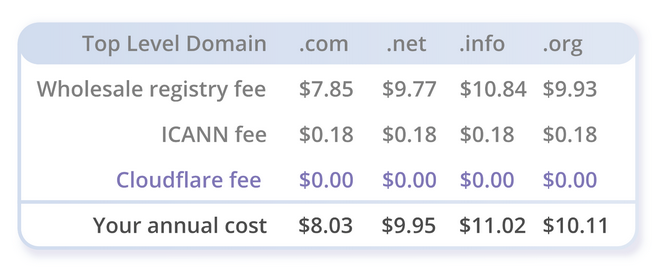 Top Level Domain .com .net .info .org
Wholesale registry fee $7.85 $9.77 $10.84 $9.93
ICANN fee $0.18 $0.18 $0.18 $0.18
Cloudflare fee $0.00 $0.00 $0.00 $0.00
Your annual cost $8.03 $9.95 $11.02 $10.11